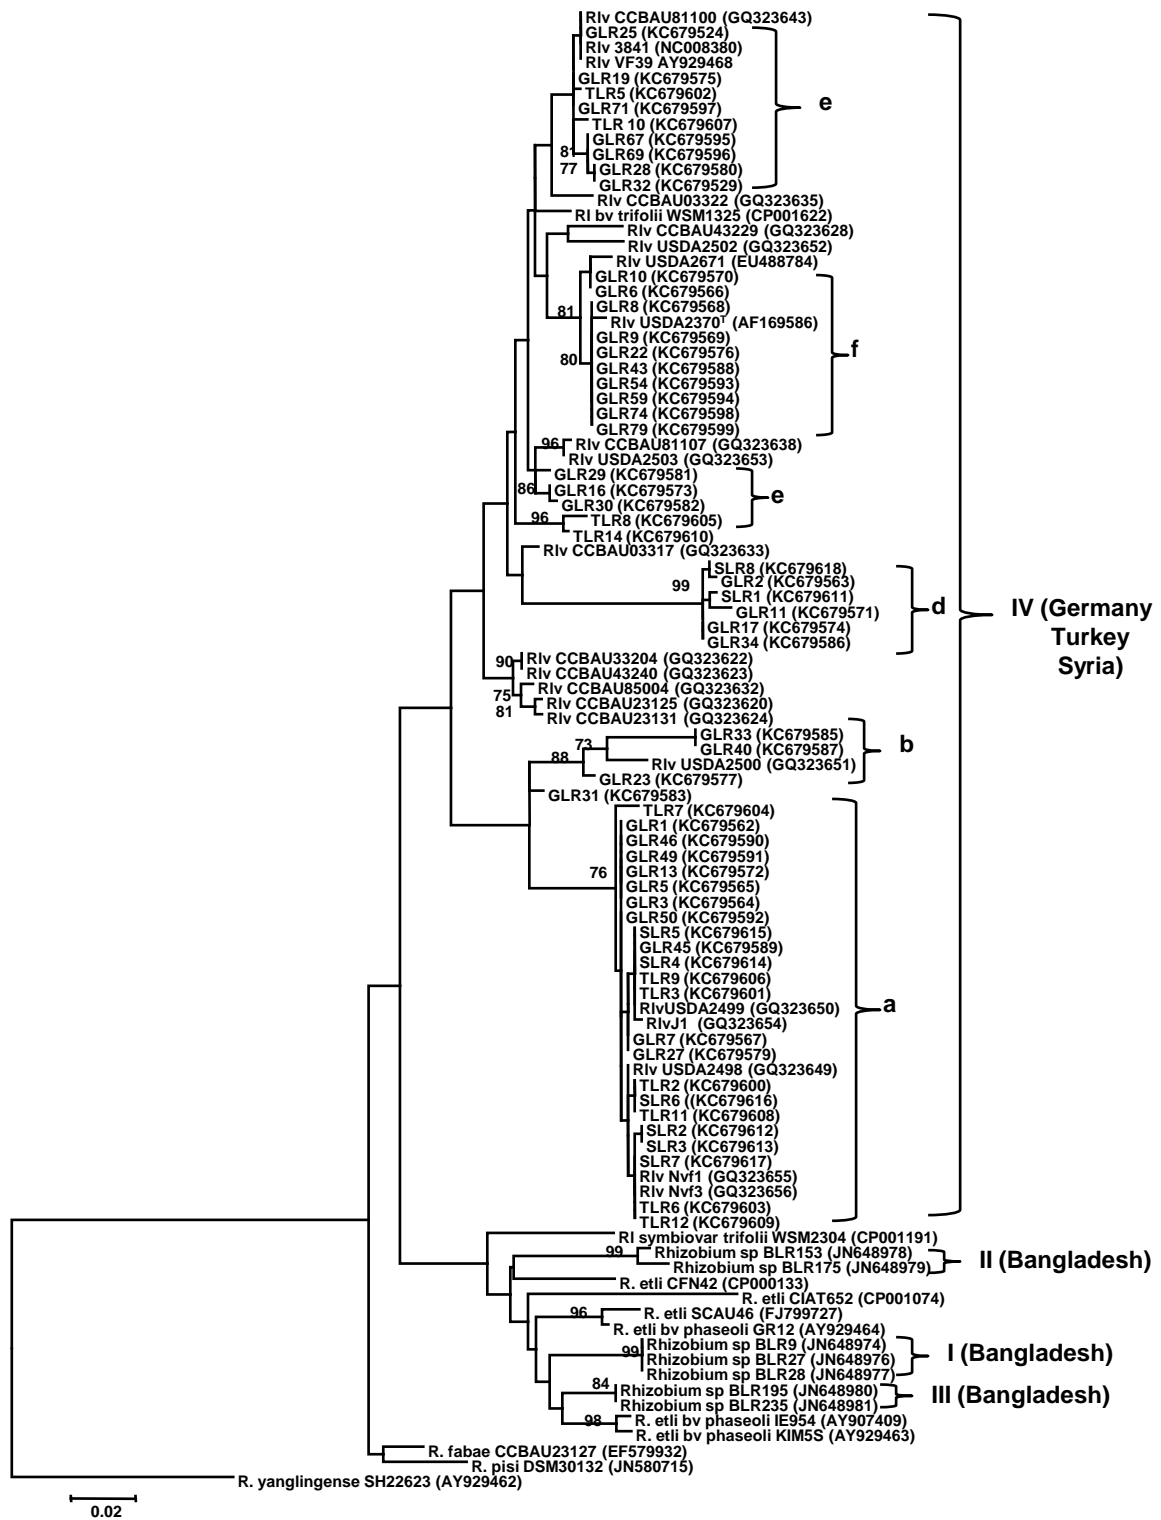 Rlv CCBAU81100 (GQ323643)
GLR25 (KC679524)
Rlv 3841 (NC008380)
Rlv VF39 AY929468
GLR19 (KC679575)
TLR5 (KC679602)
GLR71 (KC679597)
TLR 10 (KC679607)
GLR67 (KC679595)
GLR69 (KC679596)
GLR28 (KC679580)
GLR32 (KC679529)
81
77
e
Rlv CCBAU03322 (GQ323635)
Rl bv trifolii WSM1325 (CP001622)
Rlv CCBAU43229 (GQ323628)
Rlv USDA2502 (GQ323652)
Rlv USDA2671 (EU488784)
GLR10 (KC679570)
GLR6 (KC679566)
GLR8 (KC679568)
Rlv USDA2370T (AF169586)
GLR9 (KC679569)
GLR22 (KC679576)
GLR43 (KC679588)
GLR54 (KC679593)
GLR59 (KC679594)
GLR74 (KC679598)
GLR79 (KC679599)
81
80
f
Rlv CCBAU81107 (GQ323638)
Rlv USDA2503 (GQ323653)
GLR29 (KC679581)
GLR16 (KC679573)
GLR30 (KC679582)
TLR8 (KC679605)
TLR14 (KC679610)
96
86
96
e
Rlv CCBAU03317 (GQ323633)
SLR8 (KC679618)
GLR2 (KC679563)
SLR1 (KC679611)
GLR11 (KC679571)
GLR17 (KC679574)
GLR34 (KC679586)
99
d
IV (Germany
Turkey
Syria)
Rlv CCBAU33204 (GQ323622)
Rlv CCBAU43240 (GQ323623)
Rlv CCBAU85004 (GQ323632)
Rlv CCBAU23125 (GQ323620)
Rlv CCBAU23131 (GQ323624)
90
75
81
GLR33 (KC679585)
GLR40 (KC679587)
Rlv USDA2500 (GQ323651)
GLR23 (KC679577)
73
88
b
GLR31 (KC679583)
TLR7 (KC679604)
GLR1 (KC679562)
GLR46 (KC679590)
GLR49 (KC679591)
GLR13 (KC679572)
GLR5 (KC679565)
GLR3 (KC679564)
GLR50 (KC679592)
SLR5 (KC679615)
GLR45 (KC679589)
SLR4 (KC679614)
TLR9 (KC679606)
TLR3 (KC679601)
RlvUSDA2499 (GQ323650)
RlvJ1 (GQ323654)
GLR7 (KC679567)
GLR27 (KC679579)
Rlv USDA2498 (GQ323649)
TLR2 (KC679600)
SLR6 ((KC679616)
TLR11 (KC679608)
SLR2 (KC679612)
SLR3 (KC679613)
SLR7 (KC679617)
Rlv Nvf1 (GQ323655)
Rlv Nvf3 (GQ323656)
TLR6 (KC679603)
TLR12 (KC679609)
76
a
Rl symbiovar trifolii WSM2304 (CP001191)
Rhizobium sp BLR153 (JN648978)
Rhizobium sp BLR175 (JN648979)
99
II (Bangladesh)
R. etli CFN42 (CP000133)
R. etli CIAT652 (CP001074)
R. etli SCAU46 (FJ799727)
R. etli bv phaseoli GR12 (AY929464)
96
Rhizobium sp BLR9 (JN648974)
Rhizobium sp BLR27 (JN648976)
Rhizobium sp BLR28 (JN648977)
99
I (Bangladesh)
Rhizobium sp BLR195 (JN648980)
Rhizobium sp BLR235 (JN648981)
84
III (Bangladesh)
R. etli bv phaseoli IE954 (AY907409)
R. etli bv phaseoli KIM5S (AY929463)
98
R. fabae CCBAU23127 (EF579932)
R. pisi DSM30132 (JN580715)
R. yanglingense SH22623 (AY929462)
0.02